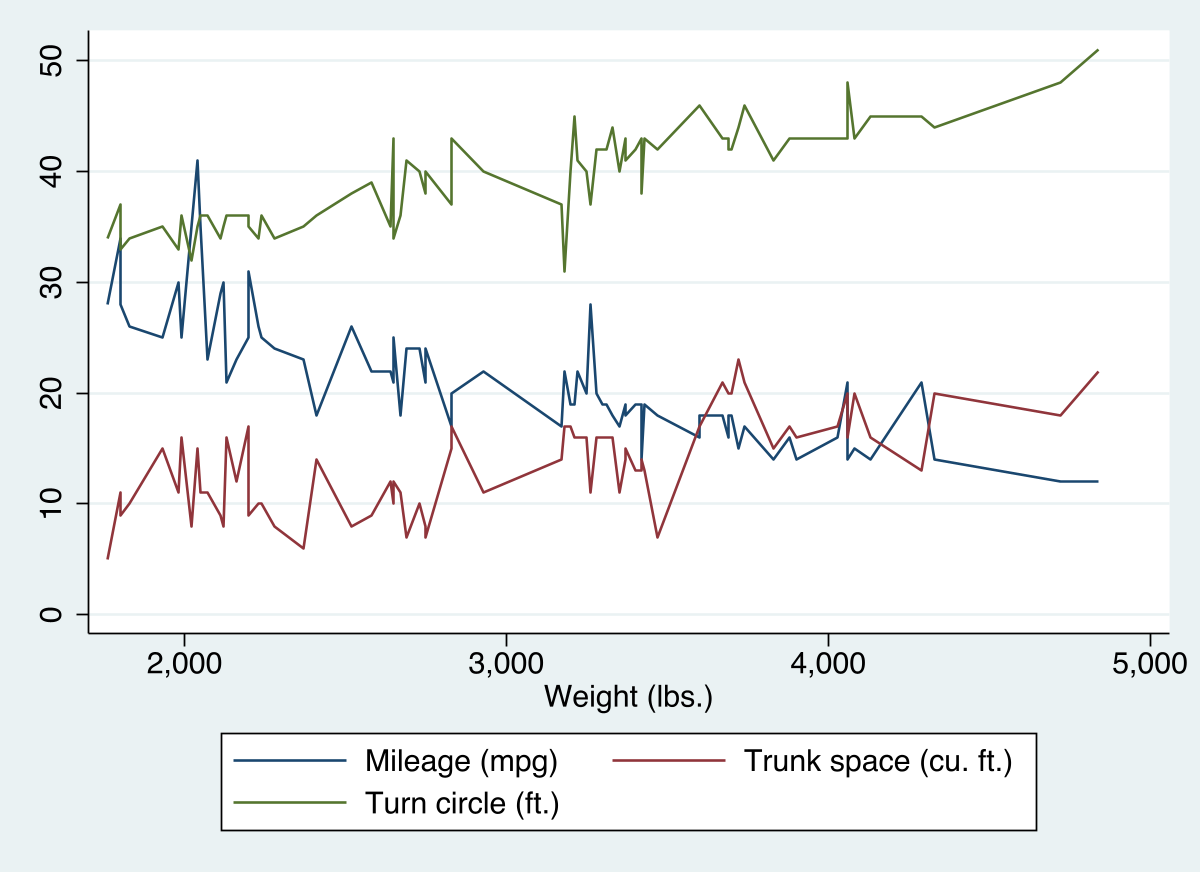 50
40
30
20
10
0
2,000 3,000 4,000 5,000
Weight (lbs.)
Mileage (mpg) Trunk space (cu. ft.)
Turn circle (ft.)